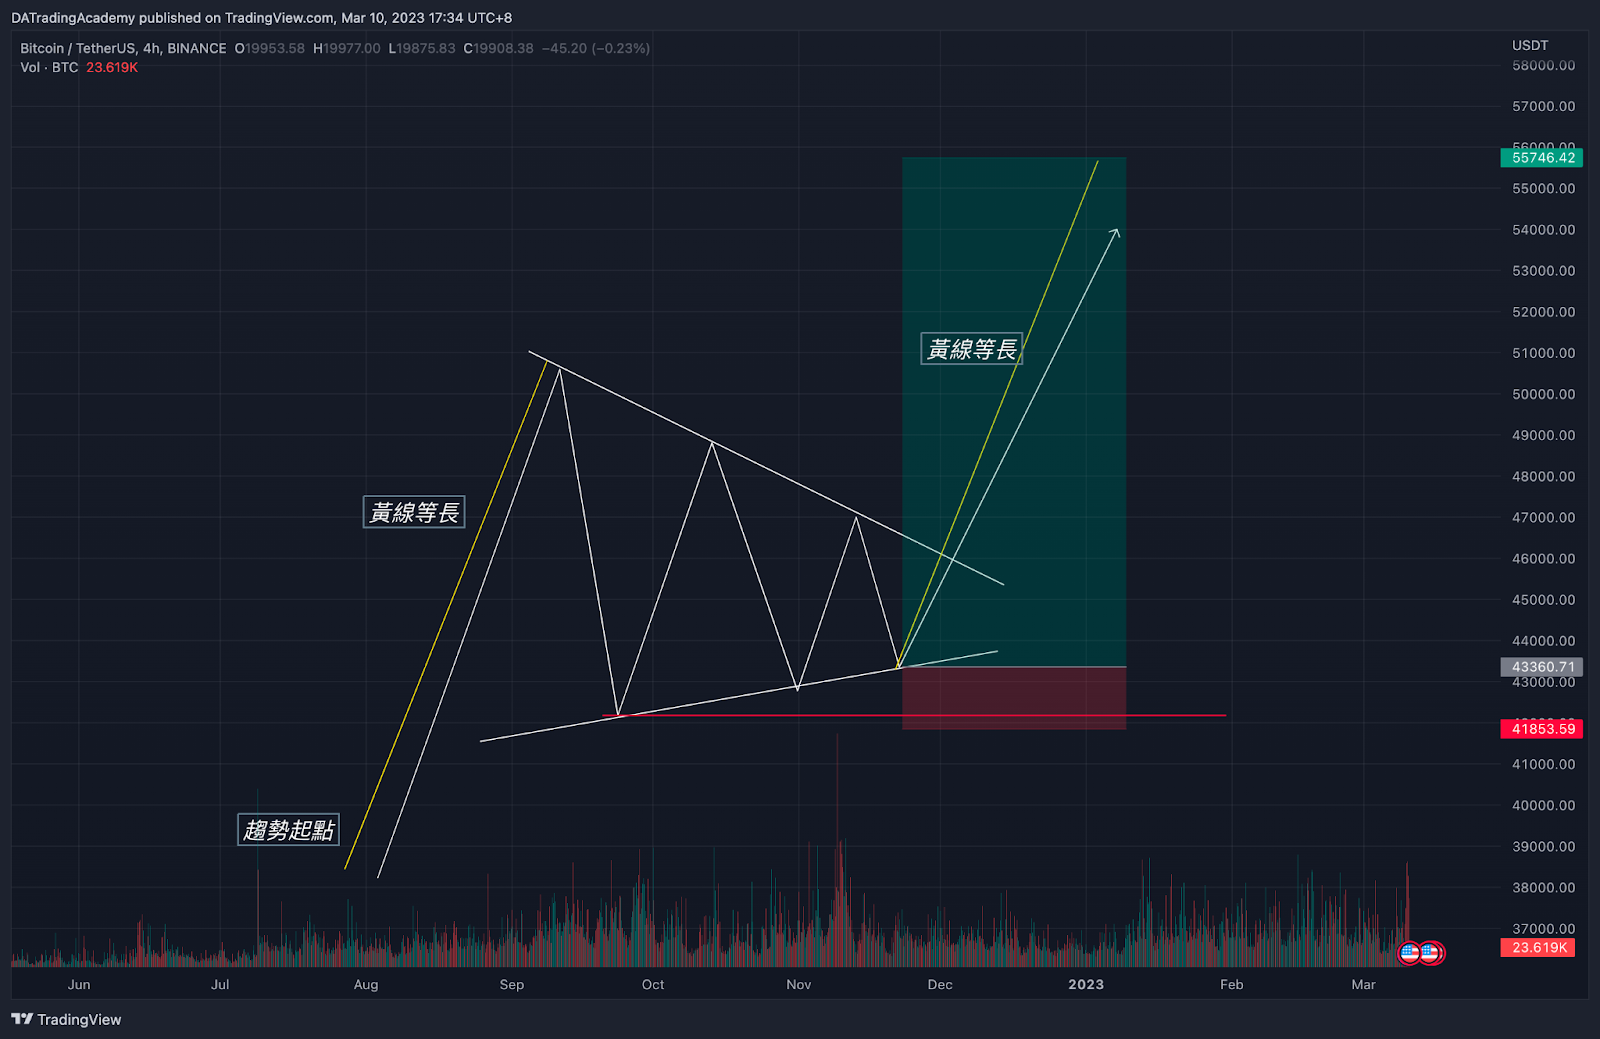 DATradingAcademy published on TradingView.com, Mar 10, 2023 17:34 UTC+8
Bitcoin / TetherUS, 4h, BINANCE O19953.58 H19977.00 L19875.83 C19908.38 −45.20 (−0.23%)
Vol · BTC 23.619K
USDT
58000.00
57000.00
56000.00
55746.42
55000.00
54000.00
53000.00
52000.00
黃線等長
51000.00
50000.00
49000.00
48000.00
黃線等長
47000.00
46000.00
45000.00
44000.00
43360.71
43000.00
41853.59
41000.00
40000.00
趨勢起點
39000.00
38000.00
37000.00
23.619K
Jun Jul Aug Sep Oct Nov Dec 2023 Feb Mar
TradingView